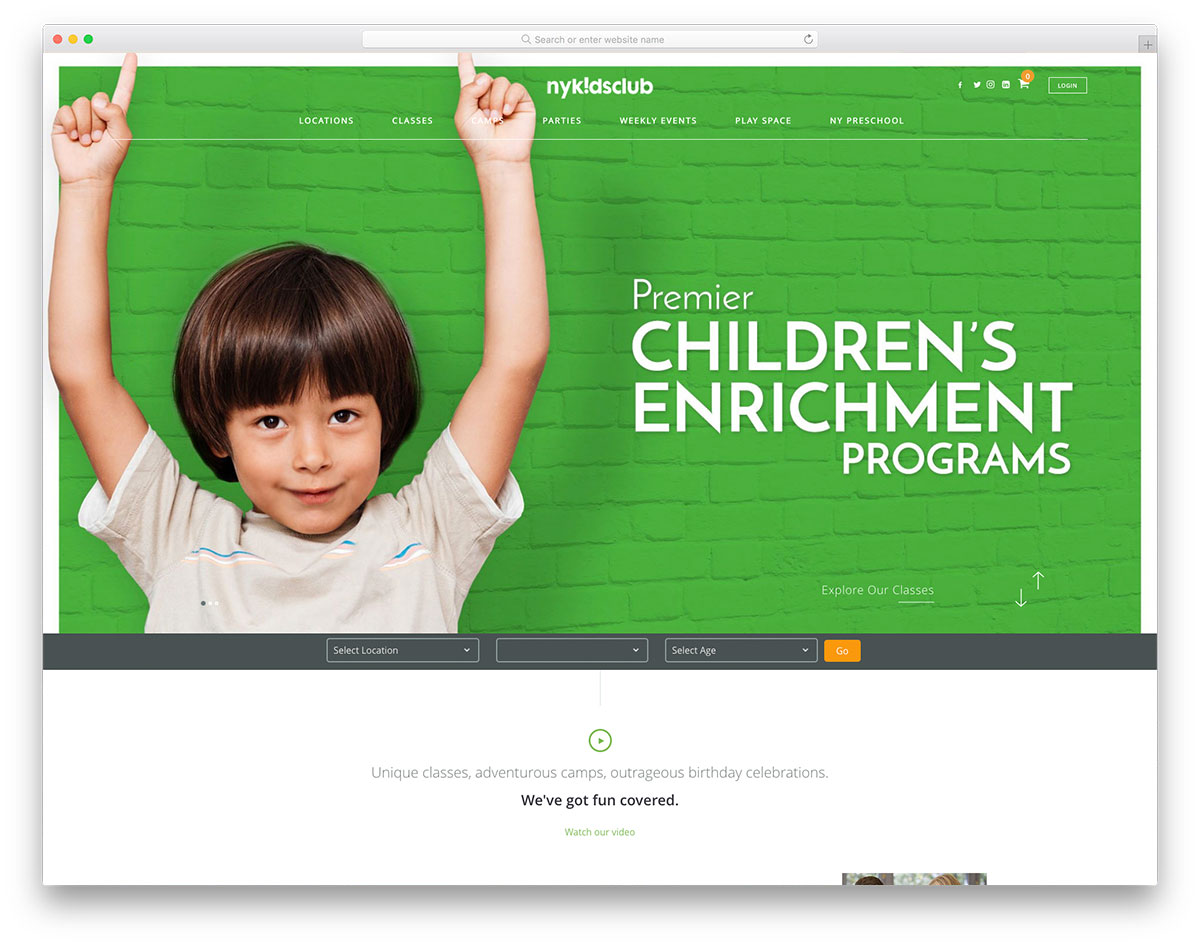 Search or enter website name
nyk!dsclub
0
LOGIN
LOCATIONS CLASSES CAMPS PARTIES WEEKLY EVENTS PLAY SPACE NY PRESCHOOL
Premier
CHILDREN'S
ENRICHMENT
PROGRAMS
Explore Our Classes
Select Location Select Age Go
Unique classes, adventurous camps, outrageous birthday celebrations.
We've got fun covered.
Watch our video